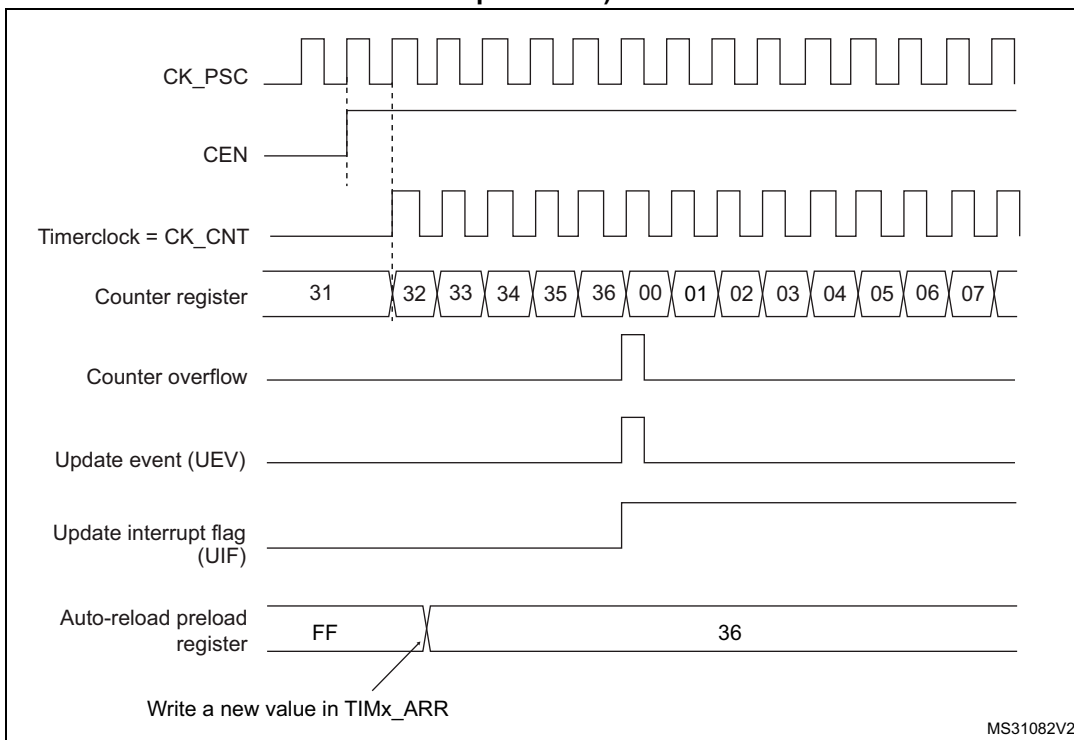 CK_PSC
CEN
Timerclock = CK_CNT
Counter register 31 32 33 34 35 36 00 01 02 03 04 05 06 07
Counter overflow
Update event (UEV)
Update interrupt flag
(UIF)
Auto-reload preload
register FF 36
Write a new value in TIMx_ARR
MS31082V2